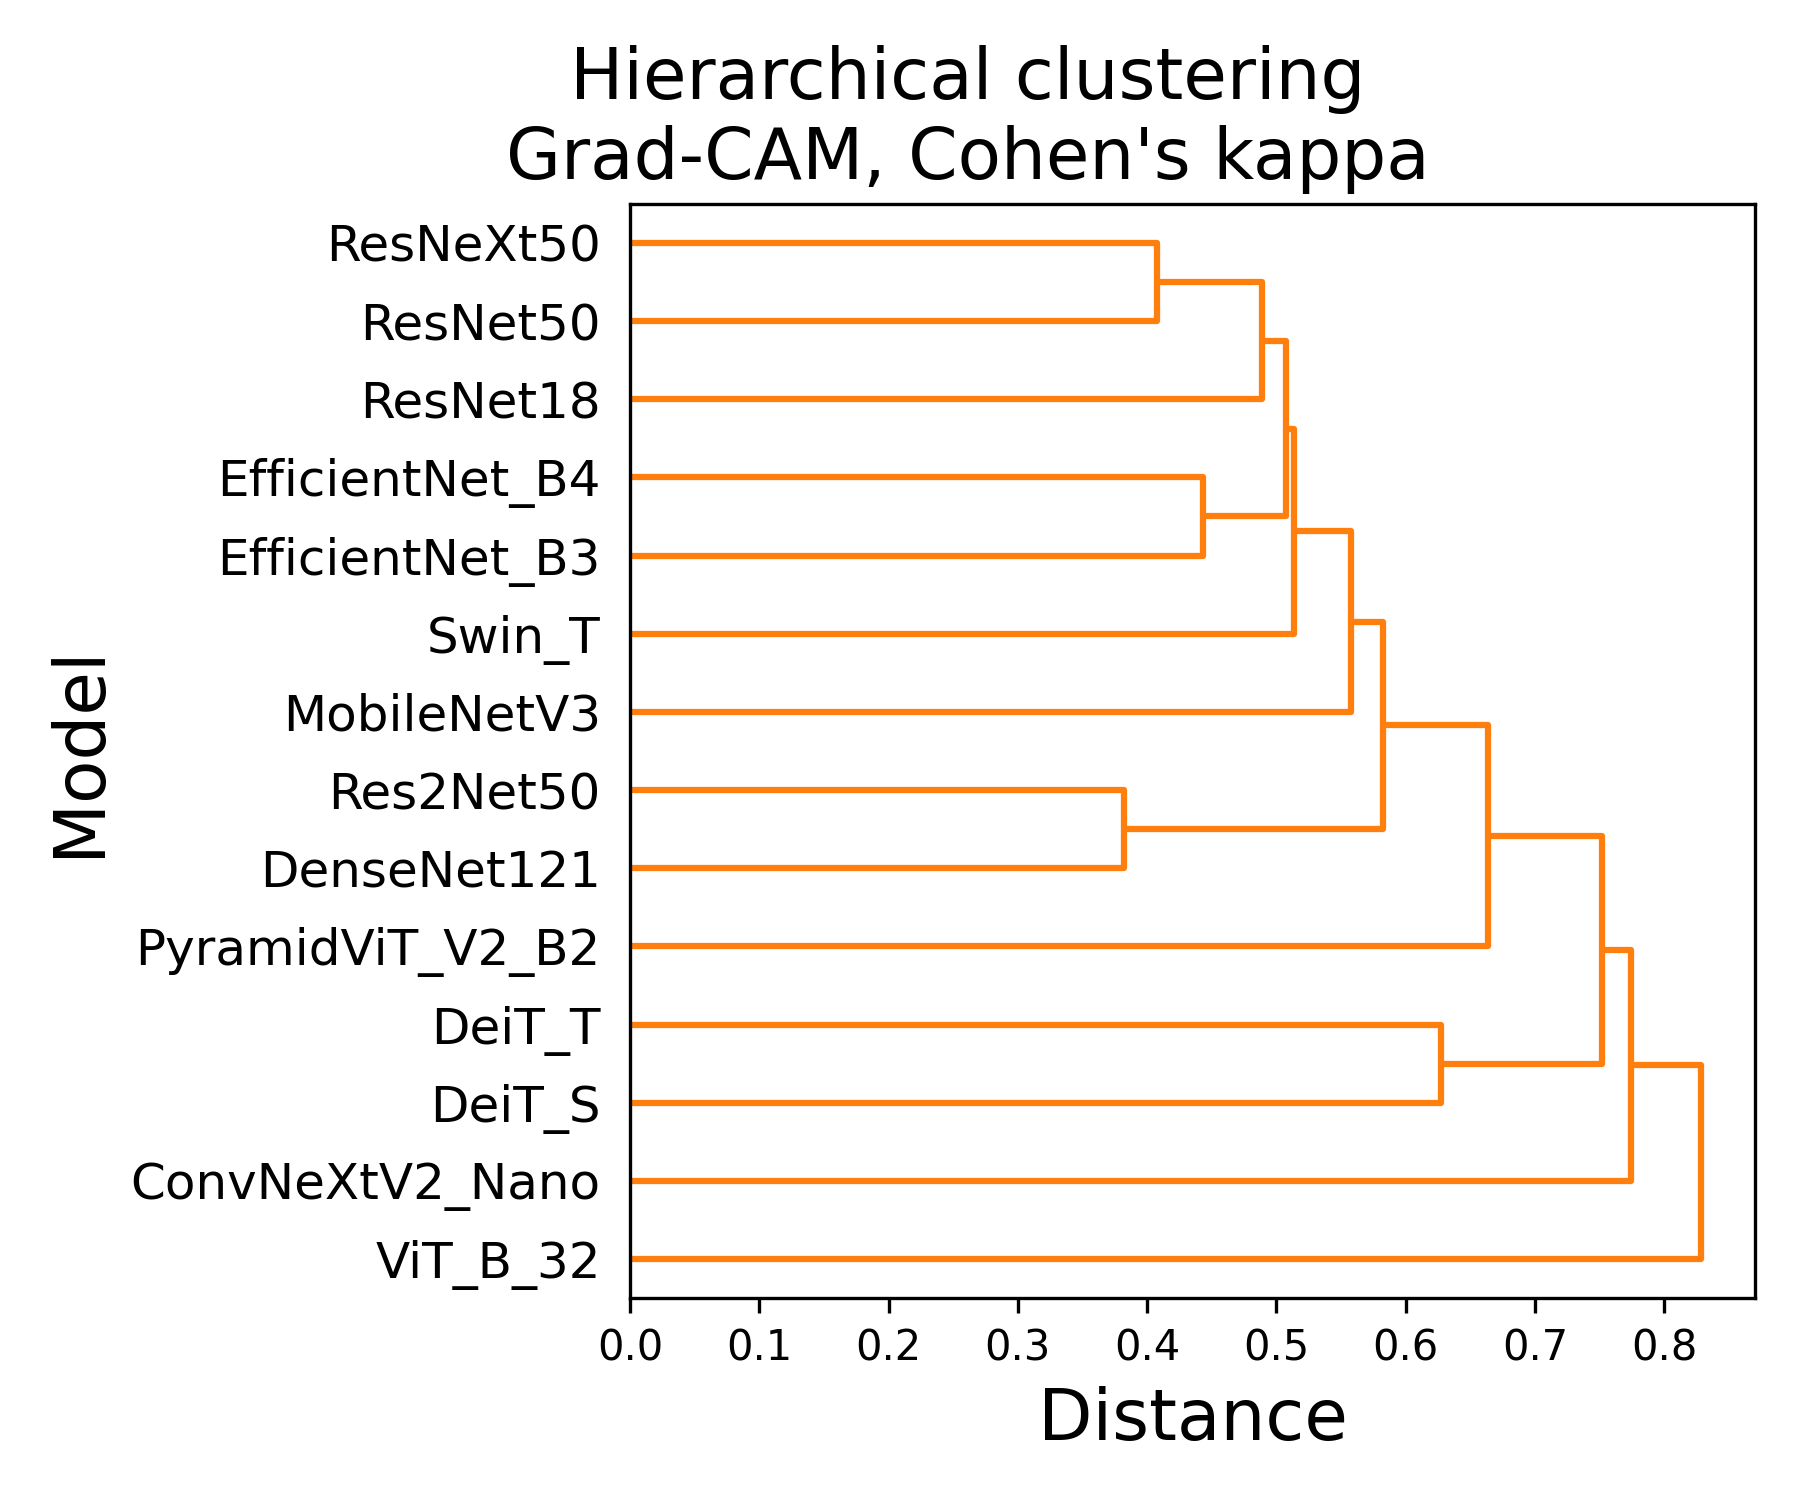 Hierarchical clustering
Grad-CAM, Cohen's kappa
ResNeXt50
ResNet50
ResNet18
EfficientNet_B4
EfficientNet_B3
Swin_T
MobileNetV3
Res2Net50
DenseNet121
PyramidViT_V2_B2
DeiT_T
DeiT_S
ConvNeXtV2_Nano
ViT_B_32
Model
0.0 0.1 0.2 0.3 0.4 0.5 0.6 0.7 0.8
Distance